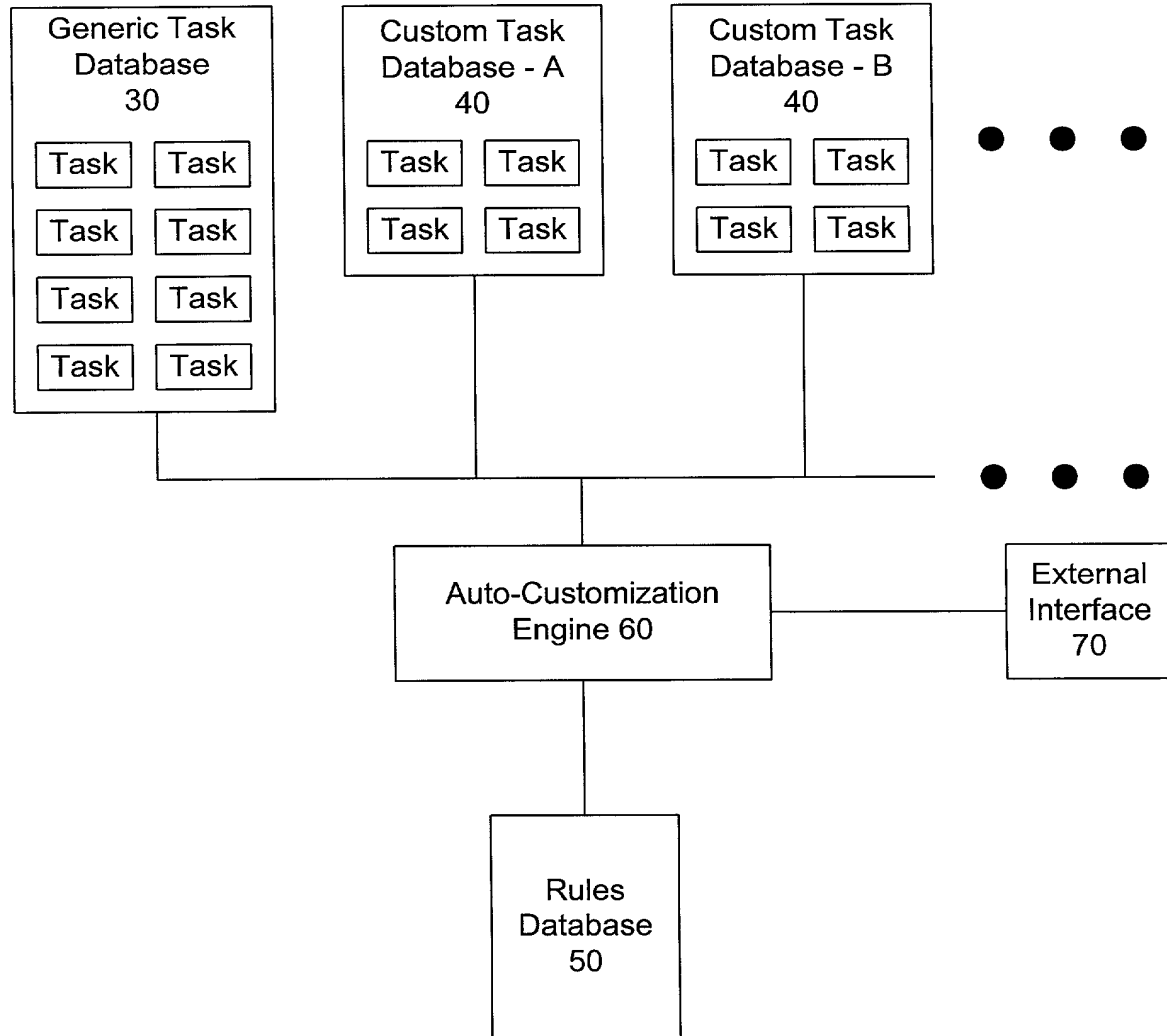 Generic Task
Database
30
Task Task
Task Task
Task Task
Task Task
Custom Task
Database - A
40
Task Task
Task Task
Custom Task
Database - B
40
Task Task
Task Task
Auto-Customization
Engine 60
External
Interface
70
Rules
Database
50